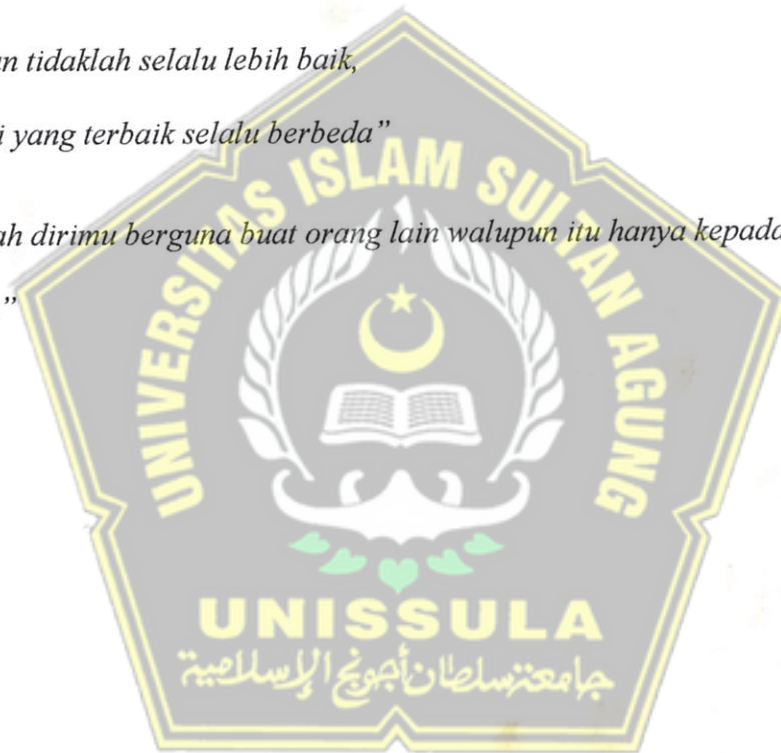 n tidaklah selalu lebih baik,
i yang terbaik selalu berbeda”
ah dirimu berguna buat orang lain walupun itu hanya kepada
”
UNIVERSITAS ISLAM SULTAN AGUNG
UNISSULA
جامعة سلطان أجونج الإسلامية